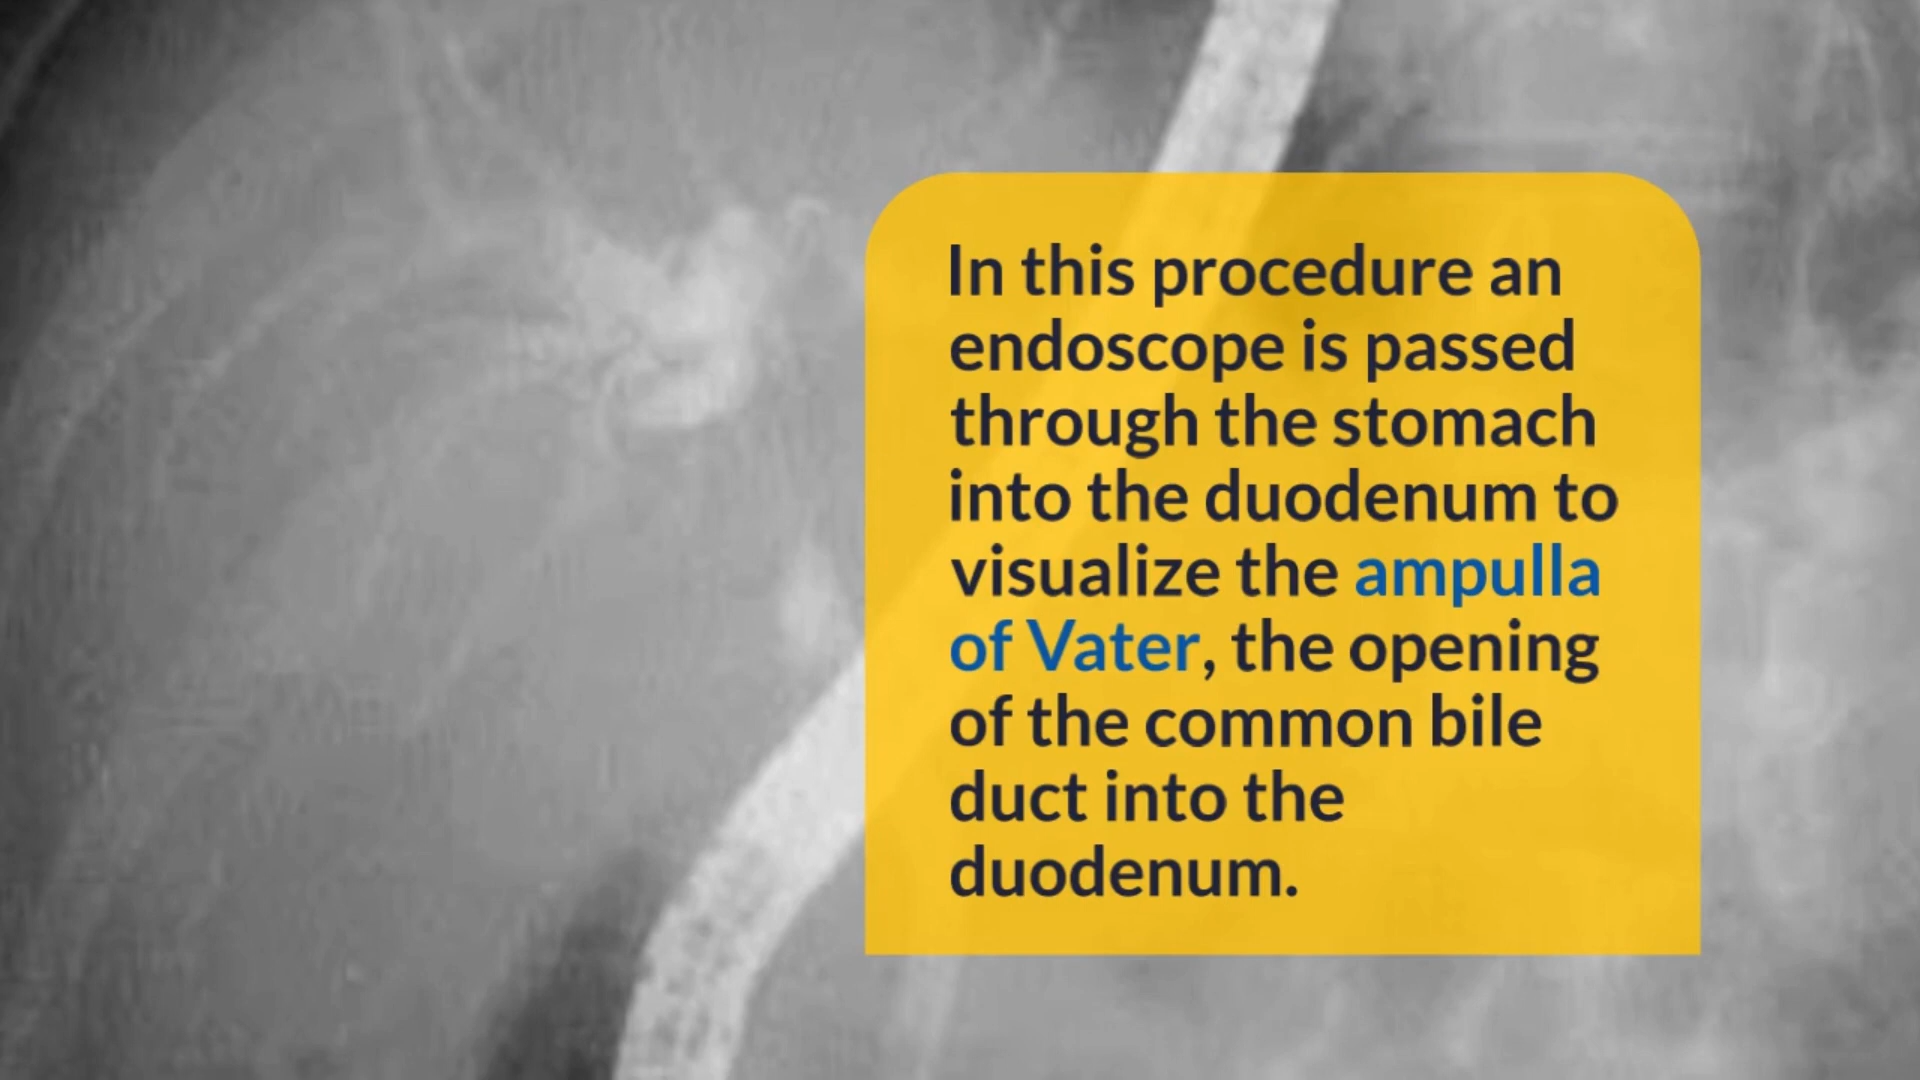 In this procedure an
endoscope is passed
through the stomach
into the duodenum to
visualize the ampulla
of Vater, the opening
of the common bile
duct into the
duodenum.